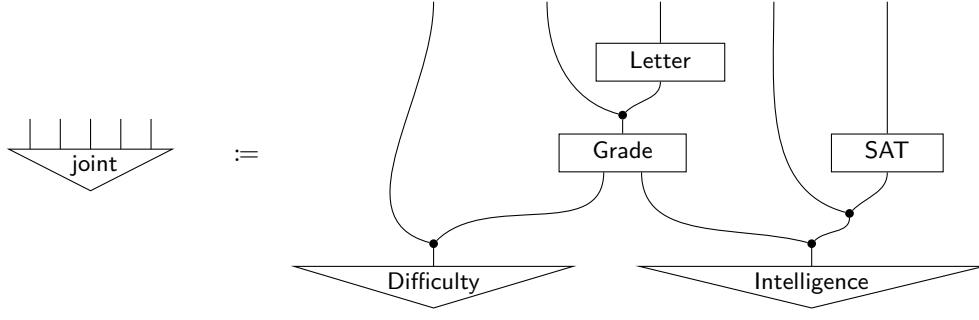 Letter
Grade
SAT
joint
:=
Difficulty
Intelligence